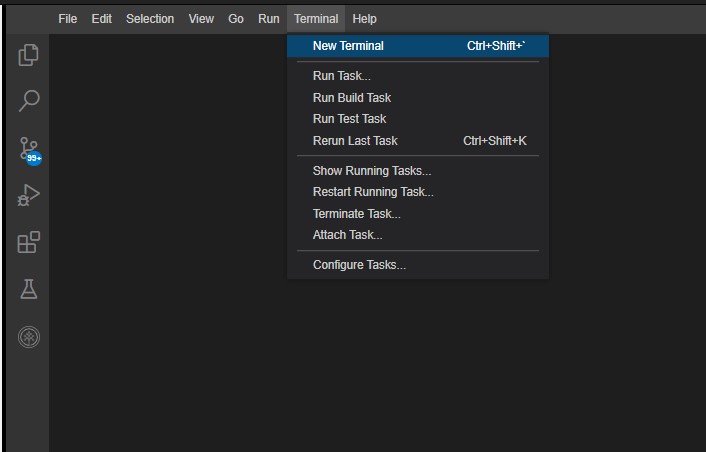 File Edit Selection View Go Run Terminal Help
New Terminal Ctrl+Shift+`
Run Task...
Run Build Task
Run Test Task
Rerun Last Task Ctrl+Shift+K
99+
Show Running Tasks...
Restart Running Task...
Terminate Task...
Attach Task...
Configure Tasks...